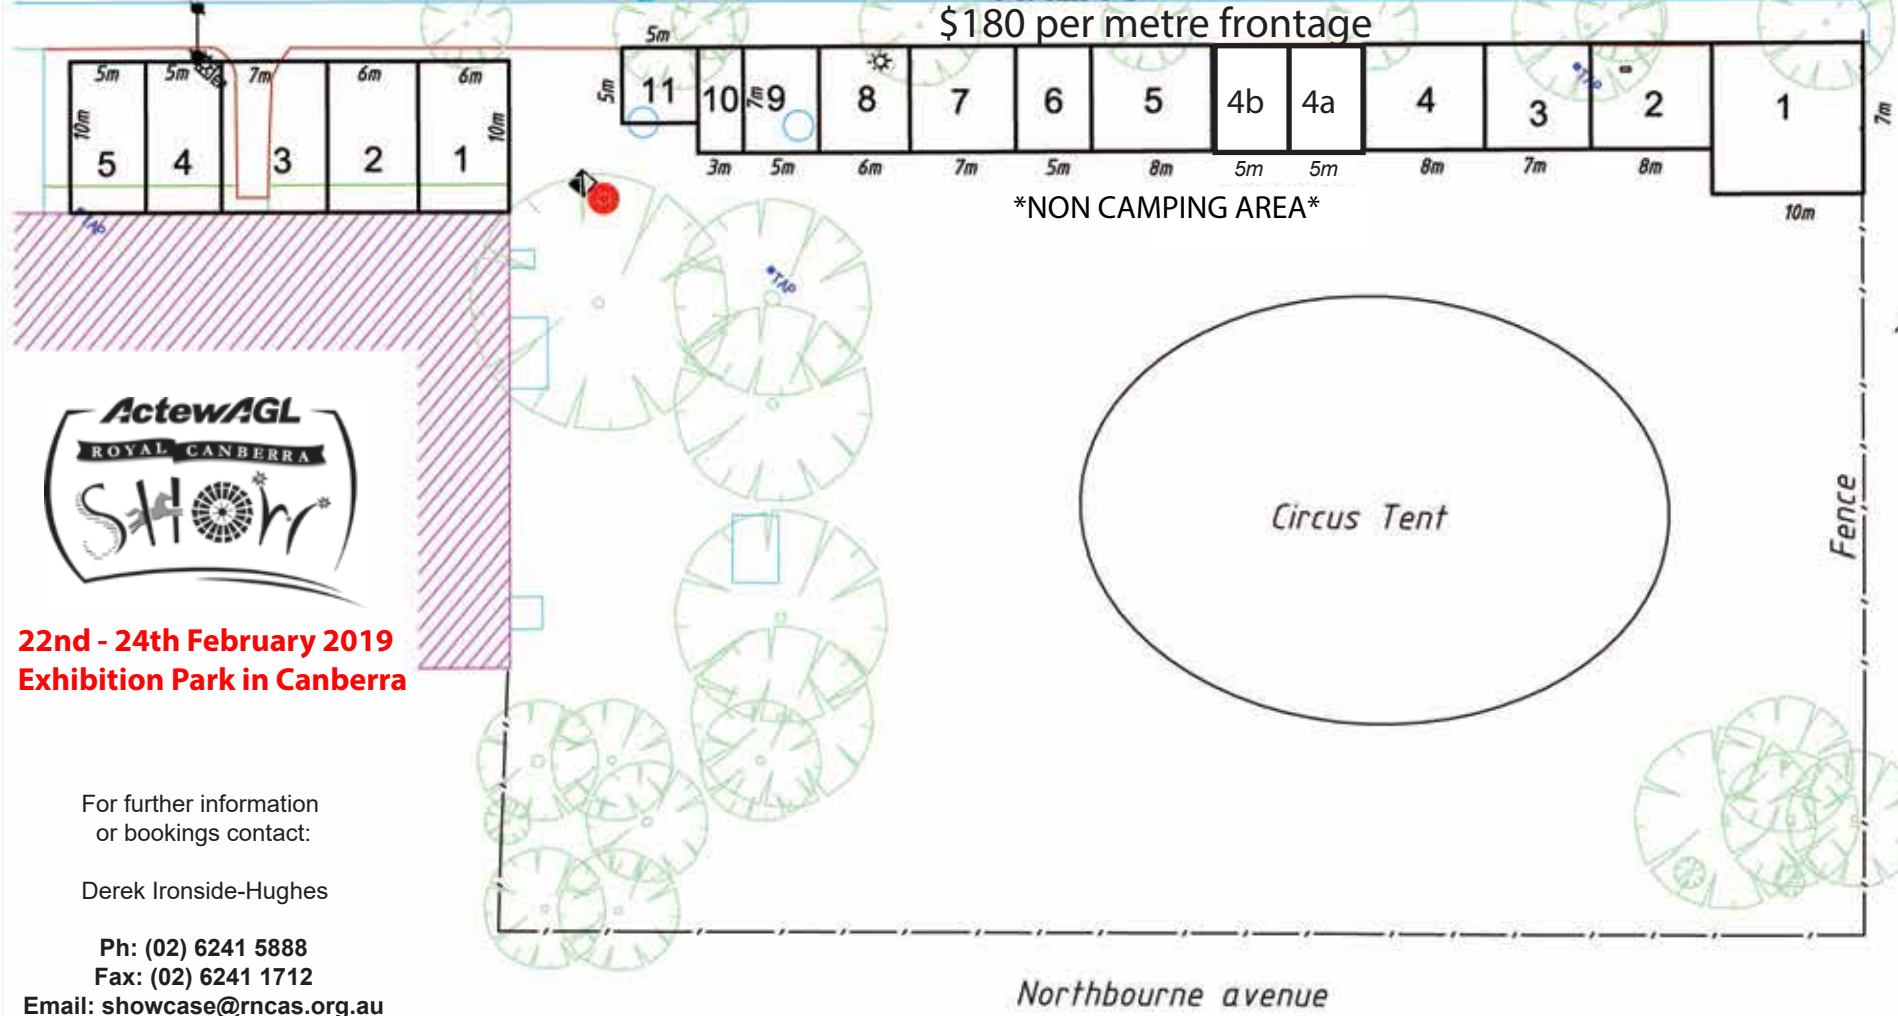 $180 per metre frontage
5m
5m
5m
7m
6m
6m
10m
10m
5
4
3
2
1
5m
11
10
7m
9
8
7
6
5
4b
4a
4
3
2
1
7m
3m
5m
6m
7m
5m
8m
5m
5m
8m
7m
8m
10m
TAP
TAP
TAP
*NON CAMPING AREA*
ActewAGL
ROYAL CANBERRA
SHOW
Circus Tent
Fence
22nd - 24th February 2019
Exhibition Park in Canberra
For further information
or bookings contact:
Derek Ironside-Hughes
Ph: (02) 6241 5888
Fax: (02) 6241 1712
Email: showcase@rncas.org.au
Northbourne avenue